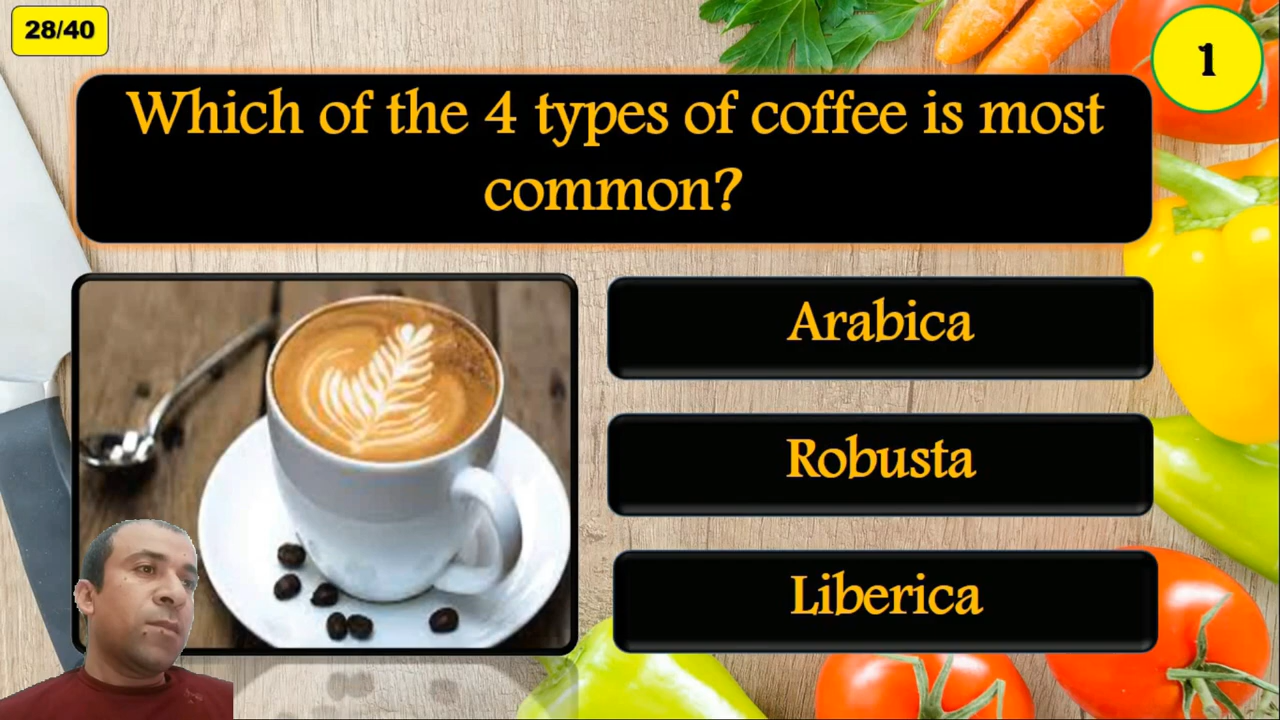 28/40
1
Which of the 4 types of coffee is most
common?
Arabica
Robusta
Liberica